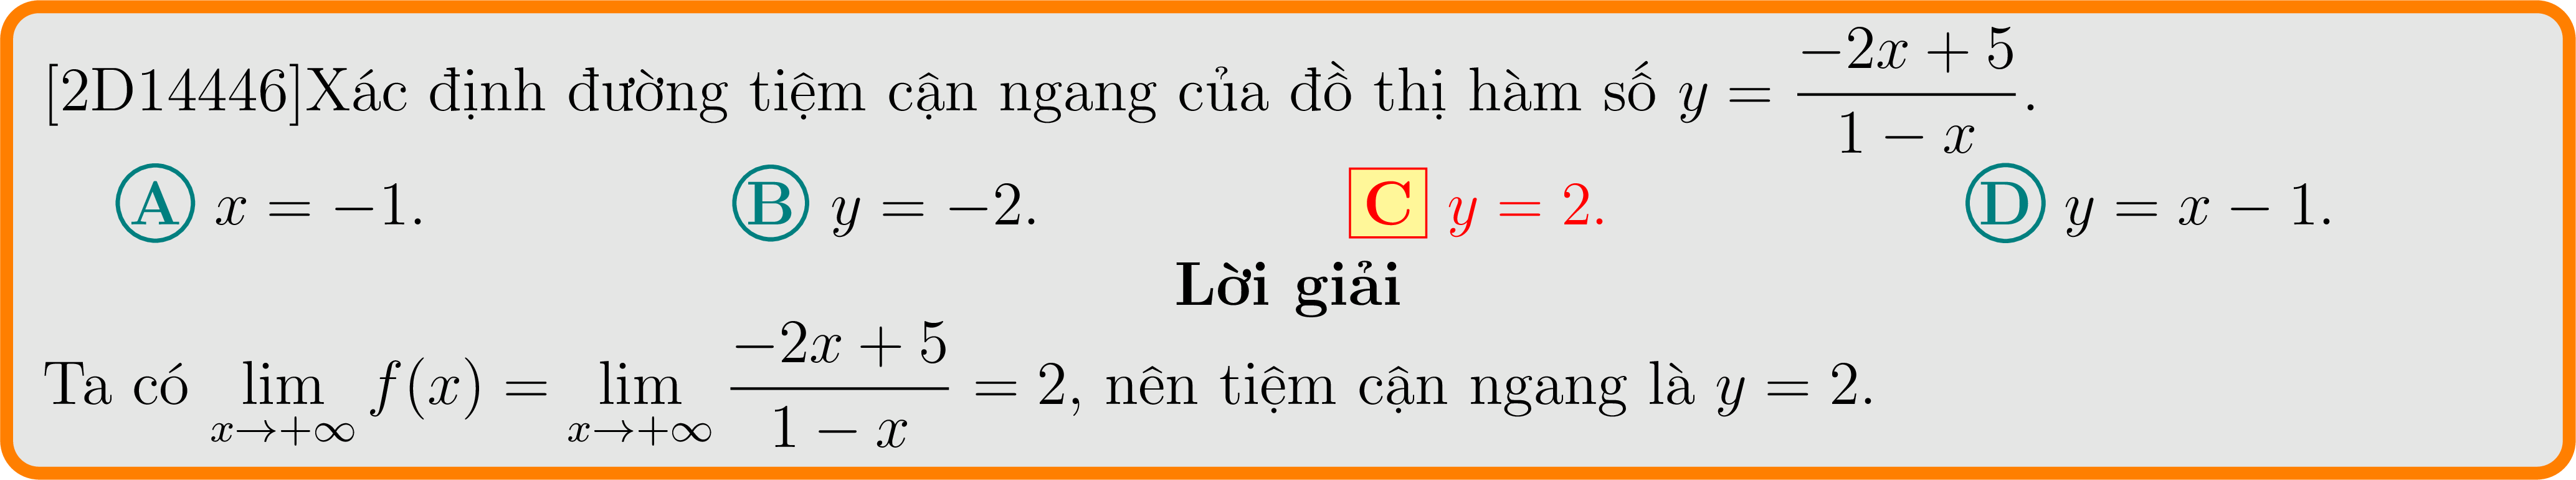 [2D14446]Xác định đường tiệm cận ngang của đồ thị hàm số y = \frac{-2x + 5}{1 - x}.
A x = −1. B y = −2. C y = 2. D y = x − 1.
Lời giải
Ta có \lim_{x \to +\infty} f(x) = \lim_{x \to +\infty} \frac{-2x + 5}{1 - x} = 2, nên tiệm cận ngang là y = 2.